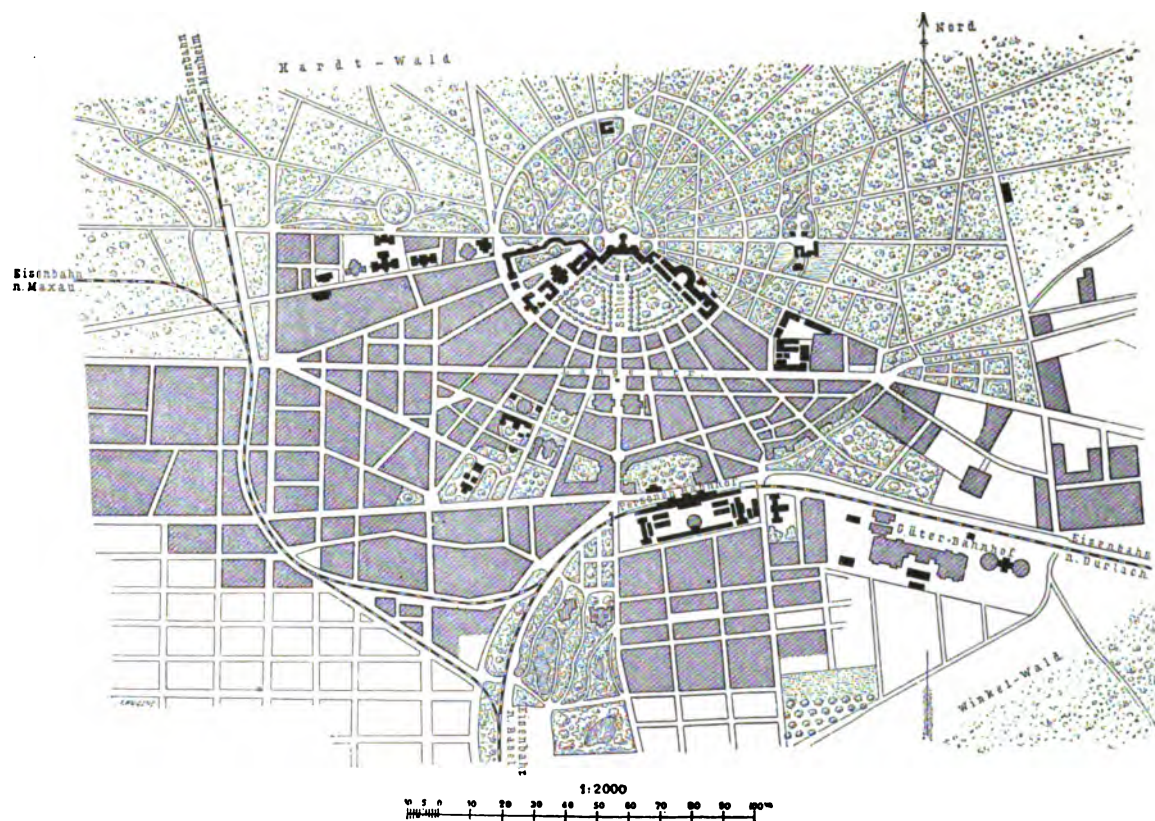 Nord
Hardt-Wald
Eisenbahn
n. Manheim
Eisenbahn
n. Maxau
Schloss
Personen-Bahnhof
Güter-Bahnhof
Eisenbahn
n. Durlach
Winkel-Wald
Eisenbahn
n. Basel
1:2000
10 5 0 10 20 30 40 50 60 70 80 90 100 m